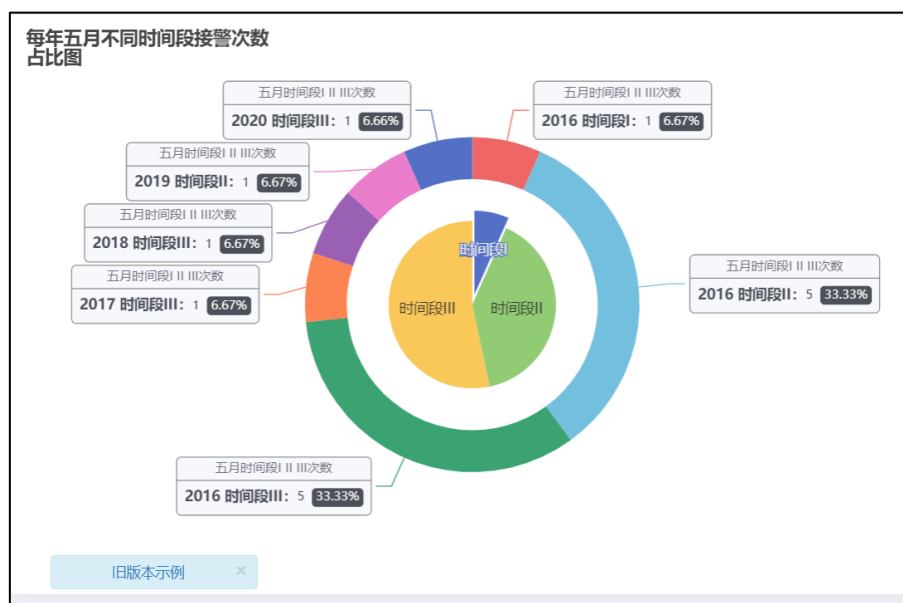 每年五月不同时间段接警次数
占比图
五月时间段I II III次数
2020 时间段III： 1 6.66%
五月时间段I II III次数
2016 时间段I： 1 6.67%
五月时间段I II III次数
2019 时间段II： 1 6.67%
五月时间段I II III次数
2018 时间段III： 1 6.67%
五月时间段I II III次数
2017 时间段III： 1 6.67%
五月时间段I II III次数
2016 时间段II： 5 33.33%
时间段I
时间段III
时间段II
五月时间段I II III次数
2016 时间段III： 5 33.33%
旧版本示例 ×